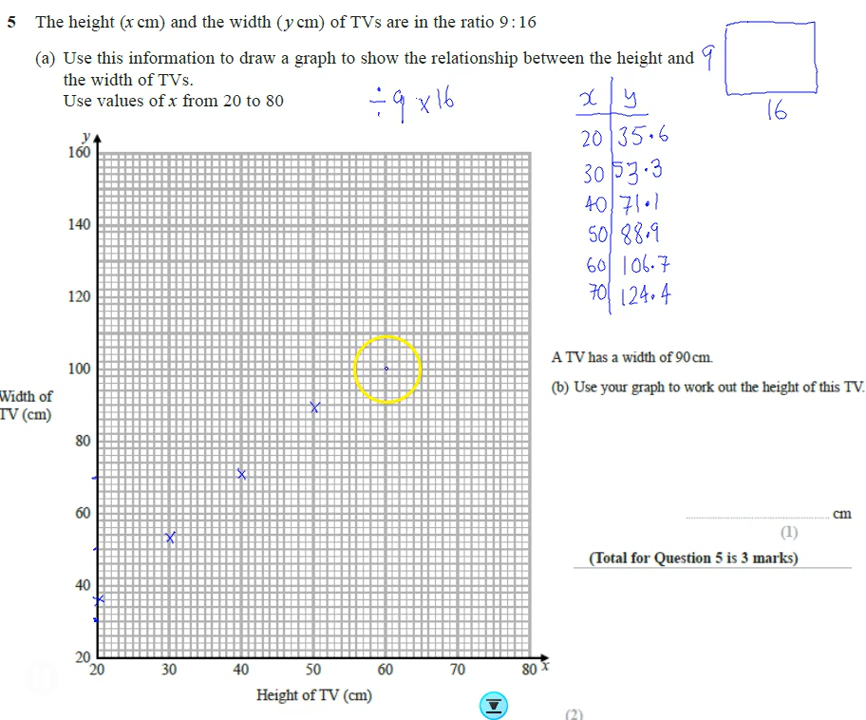 5 The height (x cm) and the width (y cm) of TVs are in the ratio 9 : 16
(a) Use this information to draw a graph to show the relationship between the height and
the width of TVs.
Use values of x from 20 to 80
÷ 9 × 16
9
16
x y
20 35.6
30 53.3
40 71.1
50 88.9
60 106.7
70 124.4
y
160
140
120
100
80
60
40
20
Width of
TV (cm)
20 30 40 50 60 70 80 x
Height of TV (cm)
(2)
A TV has a width of 90 cm.
(b) Use your graph to work out the height of this TV.
cm
(1)
(Total for Question 5 is 3 marks)